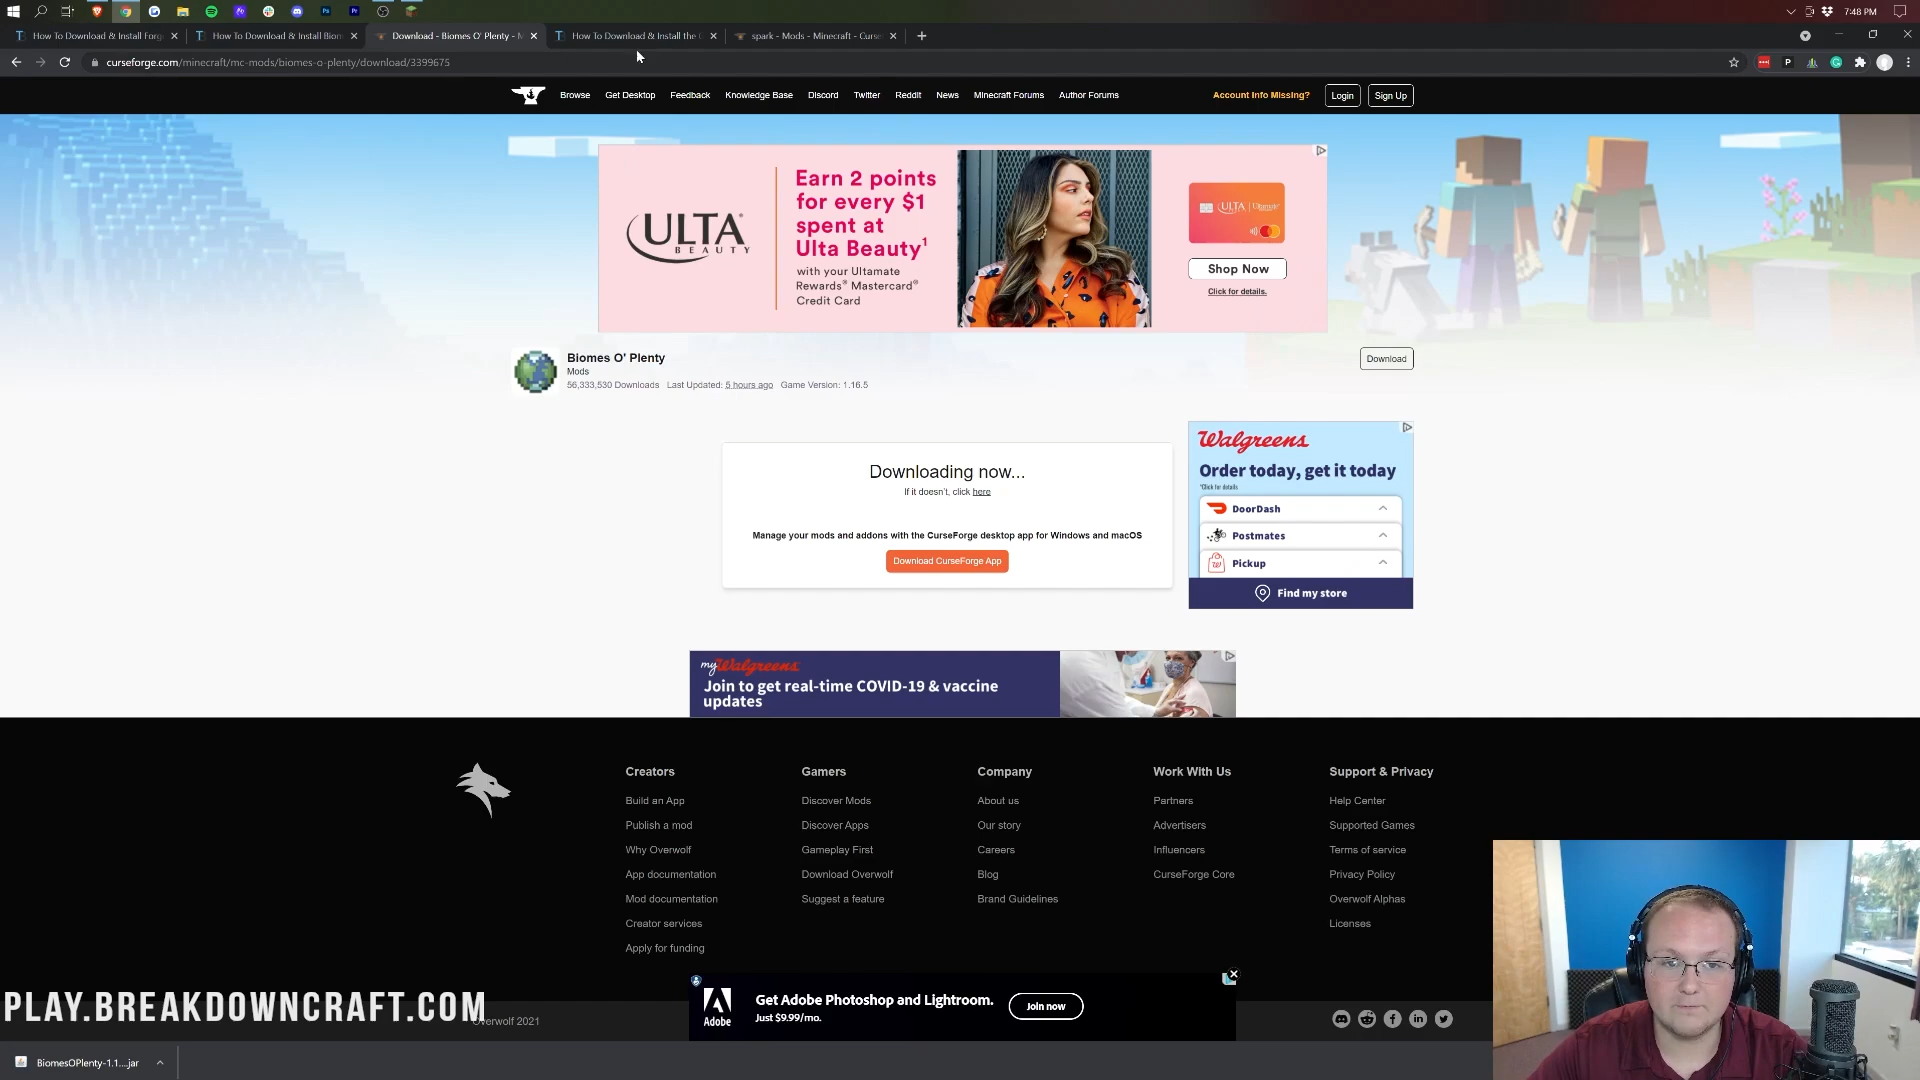 7:48 PM
How To Download & Install Forg
How To Download & Install Biom
Download - Biomes O' Plenty - M
How To Download & Install the
spark - Mods - Minecraft - Curse
curseforge.com/minecraft/mc-mods/biomes-o-plenty/download/3399675
Browse
Get Desktop
Feedback
Knowledge Base
Discord
Twitter
Reddit
News
Minecraft Forums
Author Forums
Account Info Missing?
Login
Sign Up
ULTA
BEAUTY
Earn 2 points
for every $1
spent at
Ulta Beauty¹
with your Ultamate
Rewards® Mastercard®
Credit Card
ULTA
Shop Now
Click for details.
Biomes O' Plenty
Mods
56,333,530 Downloads Last Updated: 5 hours ago Game Version: 1.16.5
Download
Downloading now...
If it doesn't, click here
Manage your mods and addons with the CurseForge desktop app for Windows and macOS
Download CurseForge App
Walgreens
Order today, get it today
*Click for details
DoorDash
Postmates
Pickup
Find my store
myWalgreens
Join to get real-time COVID-19 & vaccine
updates
Creators
Build an App
Publish a mod
Why Overwolf
App documentation
Mod documentation
Creator services
Apply for funding
Gamers
Discover Mods
Discover Apps
Gameplay First
Download Overwolf
Suggest a feature
Company
About us
Our story
Careers
Blog
Brand Guidelines
Work With Us
Partners
Advertisers
Influencers
CurseForge Core
Support & Privacy
Help Center
Supported Games
Terms of service
Privacy Policy
Overwolf Alphas
Licenses
Adobe
Get Adobe Photoshop and Lightroom.
Just $9.99/mo.
Join now
PLAY.BREAKDOWNCRAFT.COM
Overwolf 2021
BiomesOPlenty-1.1....jar